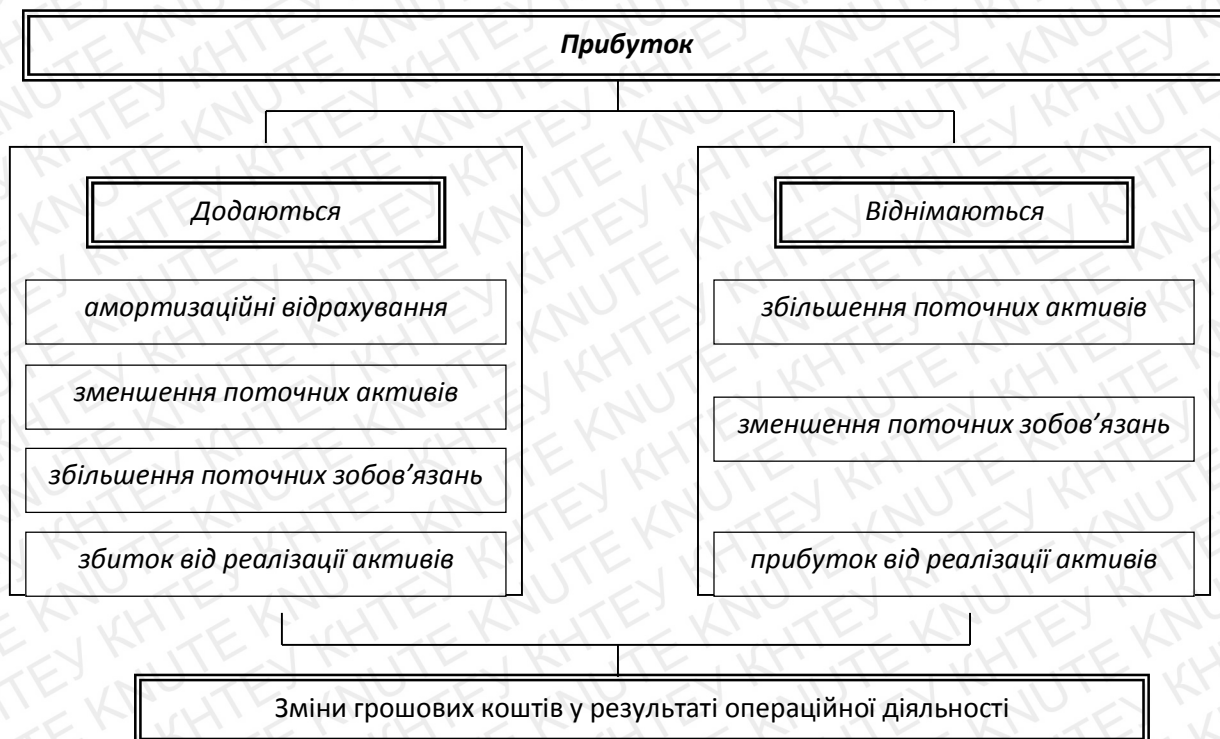 Прибуток
Додаються
амортизаційні відрахування
зменшення поточних активів
збільшення поточних зобов’язань
збиток від реалізації активів
Віднімаються
збільшення поточних активів
зменшення поточних зобов’язань
прибуток від реалізації активів
Зміни грошових коштів у результаті операційної діяльності